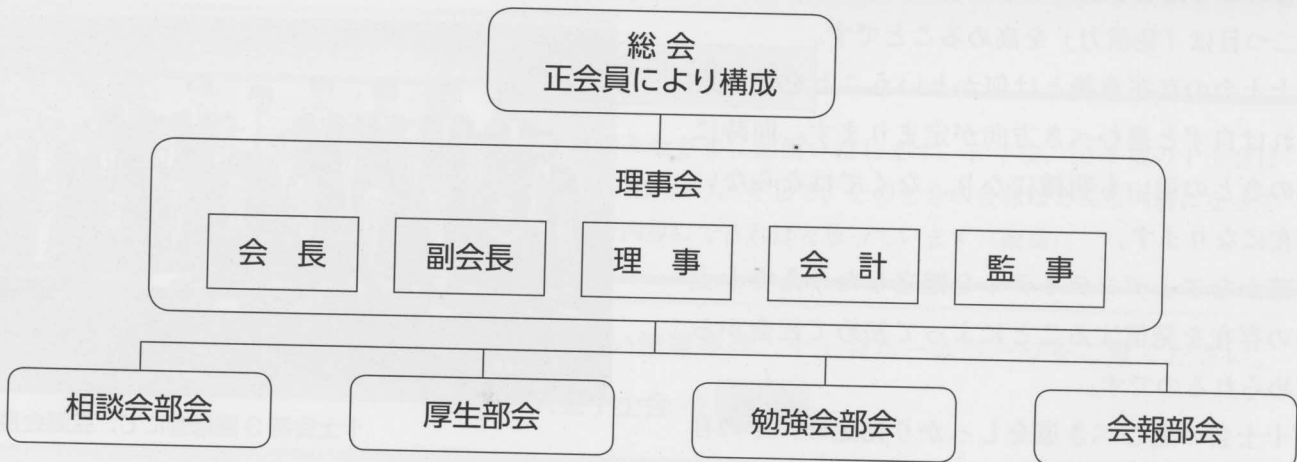 総 会
正会員により構成
理事会
会 長
副会長
理 事
会 計
監 事
相談会部会
厚生部会
勉強会部会
会報部会